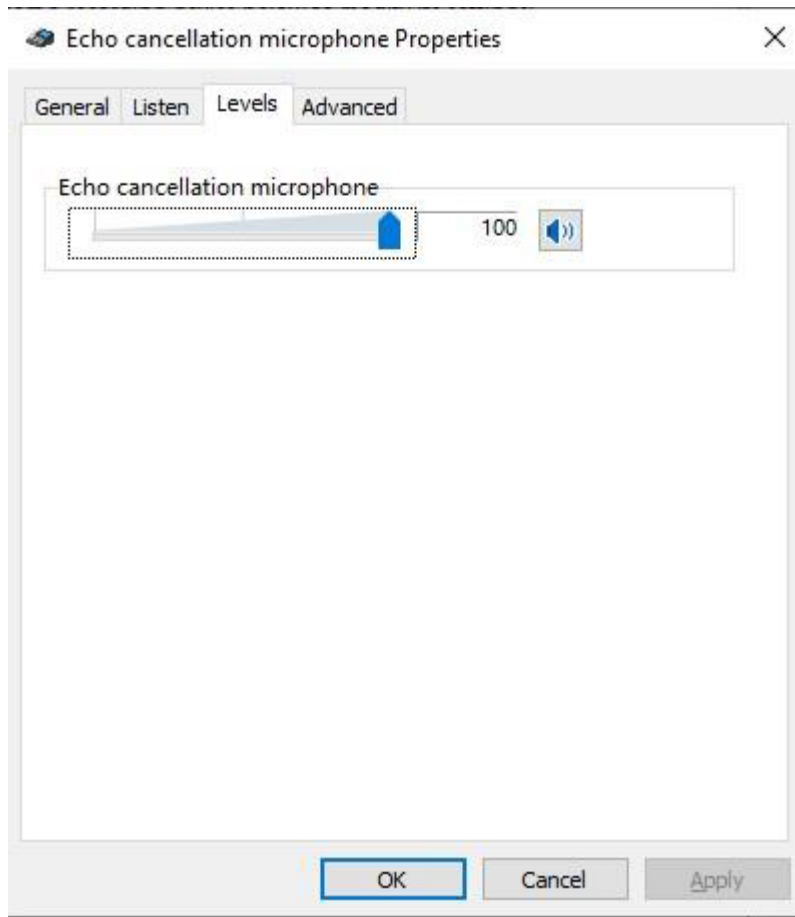 Echo cancellation microphone Properties
General Listen Levels Advanced
Echo cancellation microphone
100
OK Cancel Apply